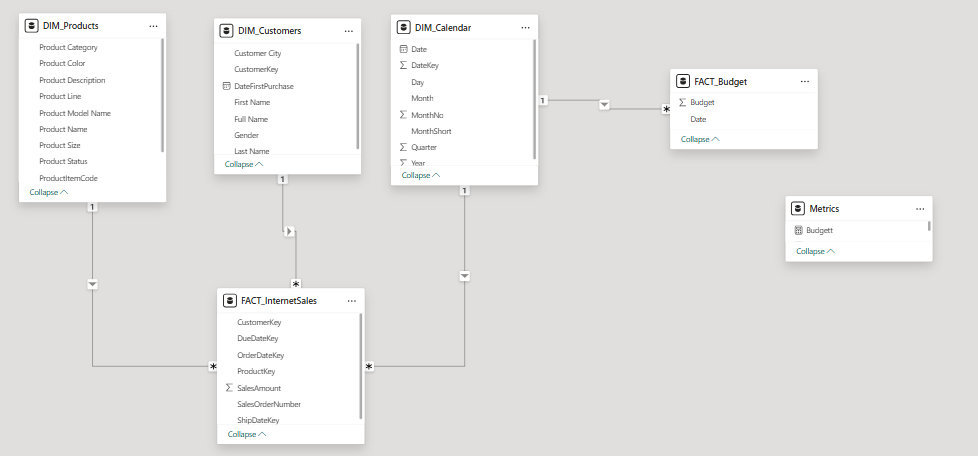 DIM_Products
Product Category
Product Color
Product Description
Product Line
Product Model Name
Product Name
Product Size
Product Status
ProductItemCode
Collapse
DIM_Customers
Customer City
CustomerKey
DateFirstPurchase
First Name
Full Name
Gender
Last Name
Collapse
DIM_Calendar
Date
DateKey
Day
Month
MonthNo
MonthShort
Quarter
Year
Collapse
FACT_Budget
Budget
Date
Collapse
Metrics
Budgett
Collapse
FACT_InternetSales
CustomerKey
DueDateKey
OrderDateKey
ProductKey
SalesAmount
SalesOrderNumber
ShipDateKey
Collapse
1
1
1
1
*
*
*
*